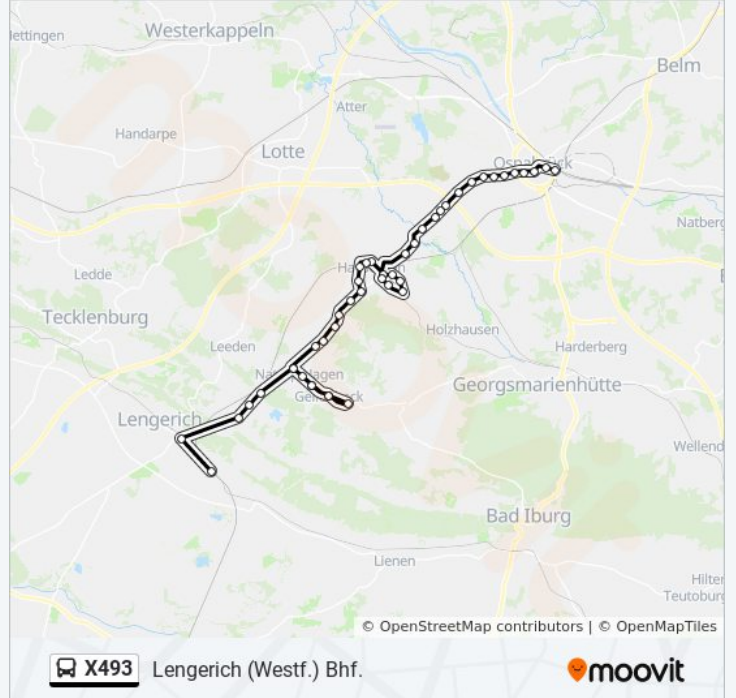 ettingen
Westerkappeln
Belm
Atter
Handarpe
Lotte
Osnabrück
Natberg
Ledde
Tecklenburg
Holzhausen
Leeden
Harderberg
Georgsmarienhütte
Lengerich
Wellend
Bad Iburg
Lienen
Hilter
Teutoburg
© OpenStreetMap contributors | © OpenMapTiles
X493 Lengerich (Westf.) Bhf. moovit